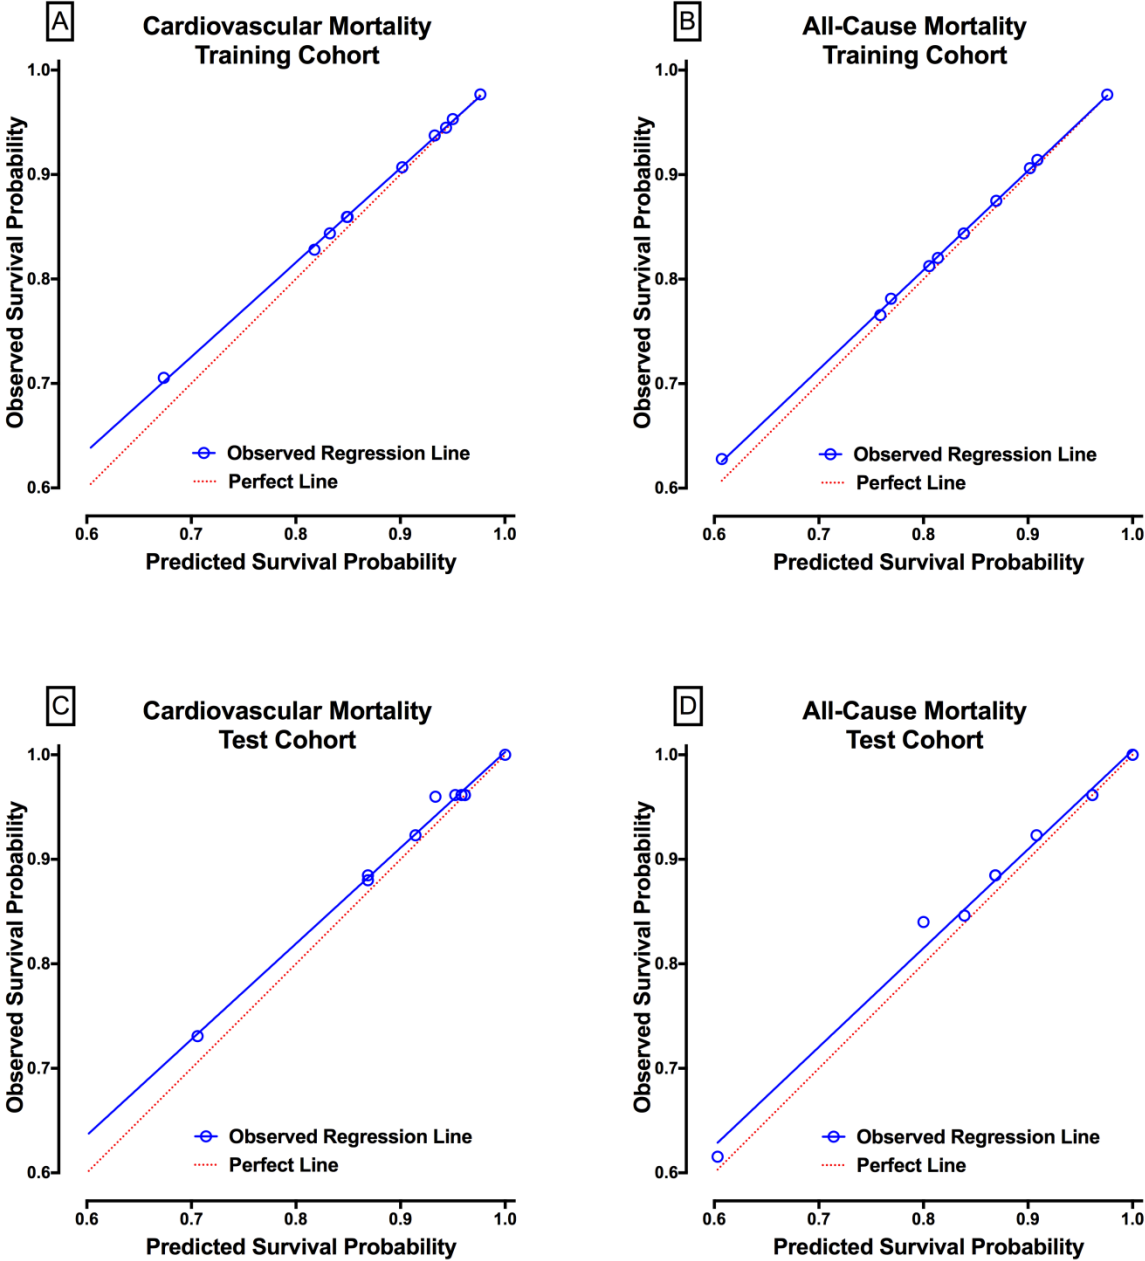 A
Cardiovascular Mortality
Training Cohort
Observed Survival Probability
1.0
0.9
0.8
0.7
0.6
Observed Regression Line
Perfect Line
0.6 0.7 0.8 0.9 1.0
Predicted Survival Probability
B
All-Cause Mortality
Training Cohort
Observed Survival Probability
1.0
0.9
0.8
0.7
0.6
Observed Regression Line
Perfect Line
0.6 0.7 0.8 0.9 1.0
Predicted Survival Probability
C
Cardiovascular Mortality
Test Cohort
Observed Survival Probability
1.0
0.9
0.8
0.7
0.6
Observed Regression Line
Perfect Line
0.6 0.7 0.8 0.9 1.0
Predicted Survival Probability
D
All-Cause Mortality
Test Cohort
Observed Survival Probability
1.0
0.9
0.8
0.7
0.6
Observed Regression Line
Perfect Line
0.6 0.7 0.8 0.9 1.0
Predicted Survival Probability